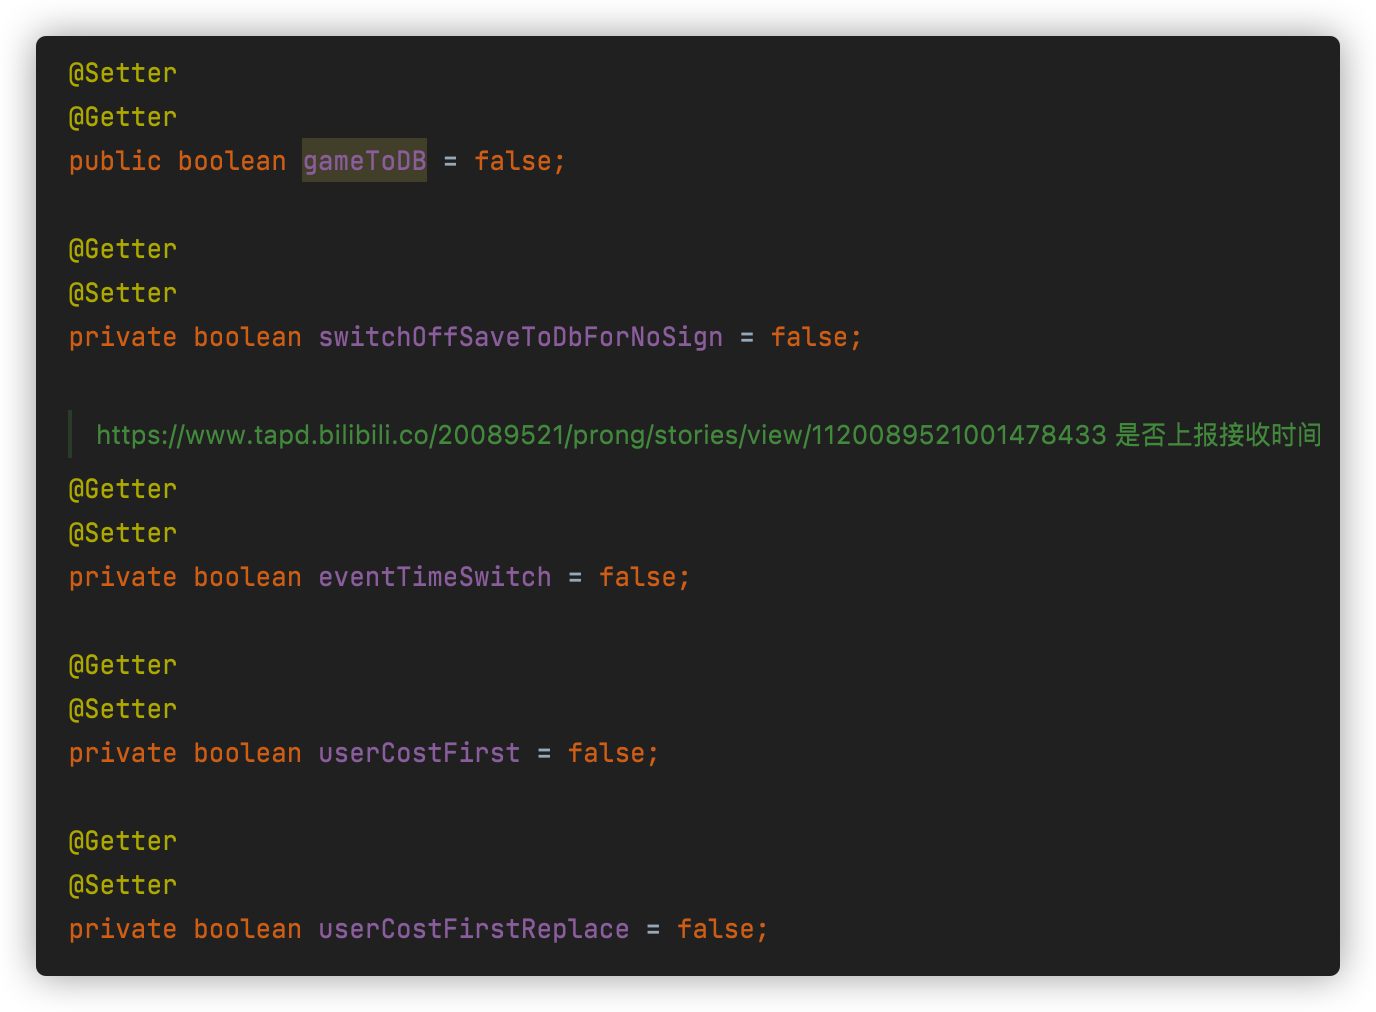 @Setter
@Getter
public boolean gameToDB = false;
@Getter
@Setter
private boolean switchOffSaveToDbForNoSign = false;
https://www.tapd.bilibili.co/20089521/prong/stories/view/1120089521001478433 是否上报接收时间
@Getter
@Setter
private boolean eventTimeSwitch = false;
@Getter
@Setter
private boolean userCostFirst = false;
@Getter
@Setter
private boolean userCostFirstReplace = false;